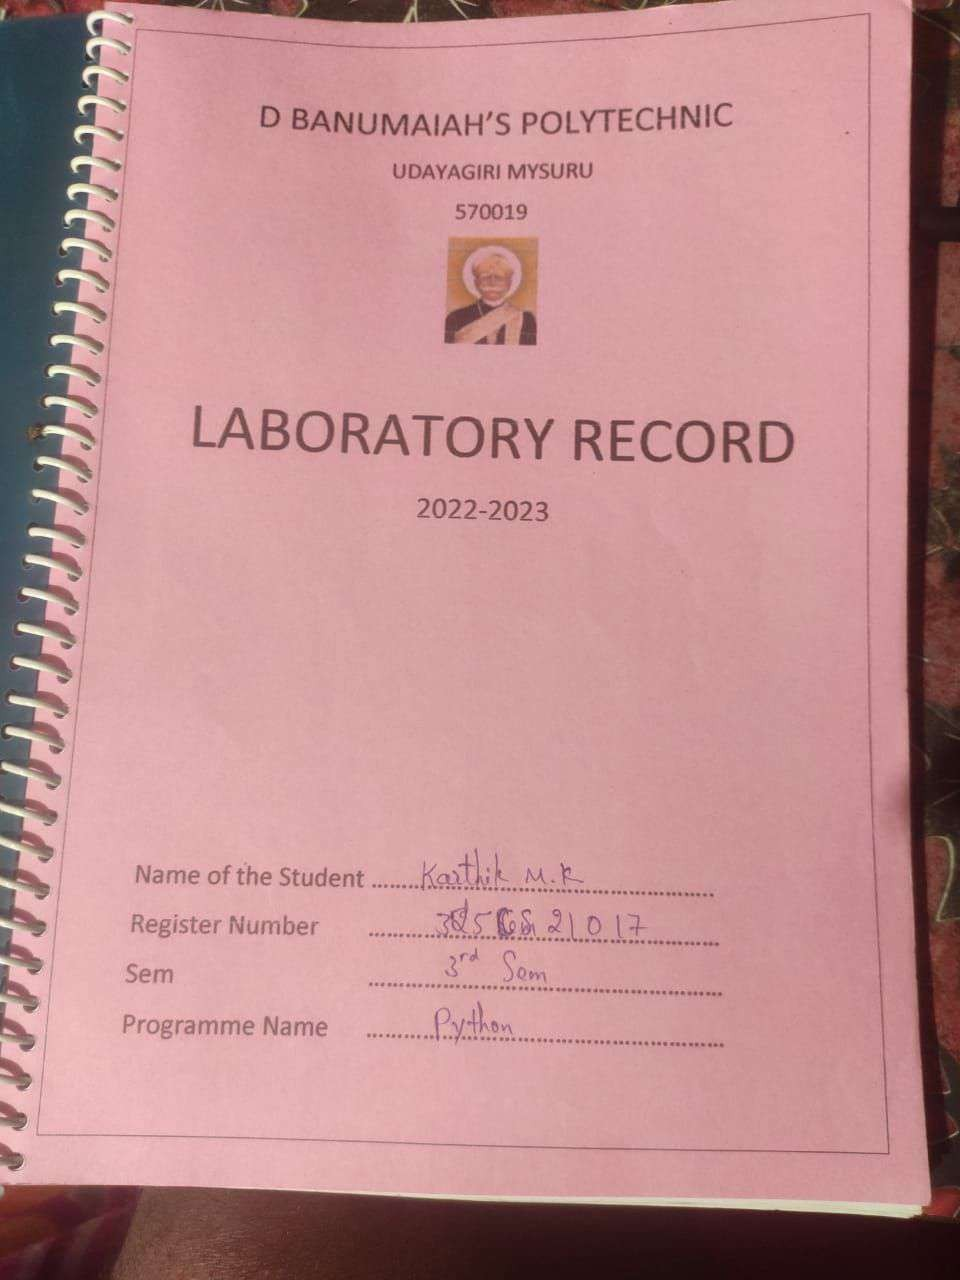 D BANUMAIAH'S POLYTECHNIC
UDAYAGIRI MYSURU
570019
LABORATORY RECORD
2022-2023
Name of the Student Karthik M.R
Register Number 21017
Sem 3rd Sem
Programme Name Python